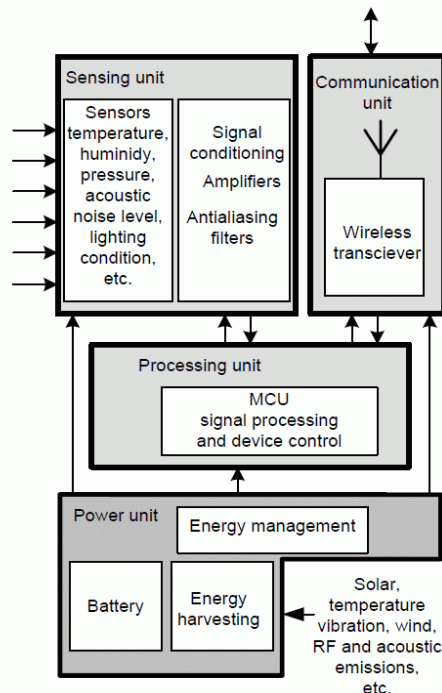 Sensing unit
Sensors
temperature,
huminidy,
pressure,
acoustic
noise level,
lighting
condition,
etc.
Signal
conditioning
Amplifiers
Antialiasing
filters
Communication
unit
Wireless
transciever
Processing unit
MCU
signal processing
and device control
Power unit
Energy management
Battery
Energy
harvesting
Solar,
temperature
vibration, wind,
RF and acoustic
emissions,
etc.